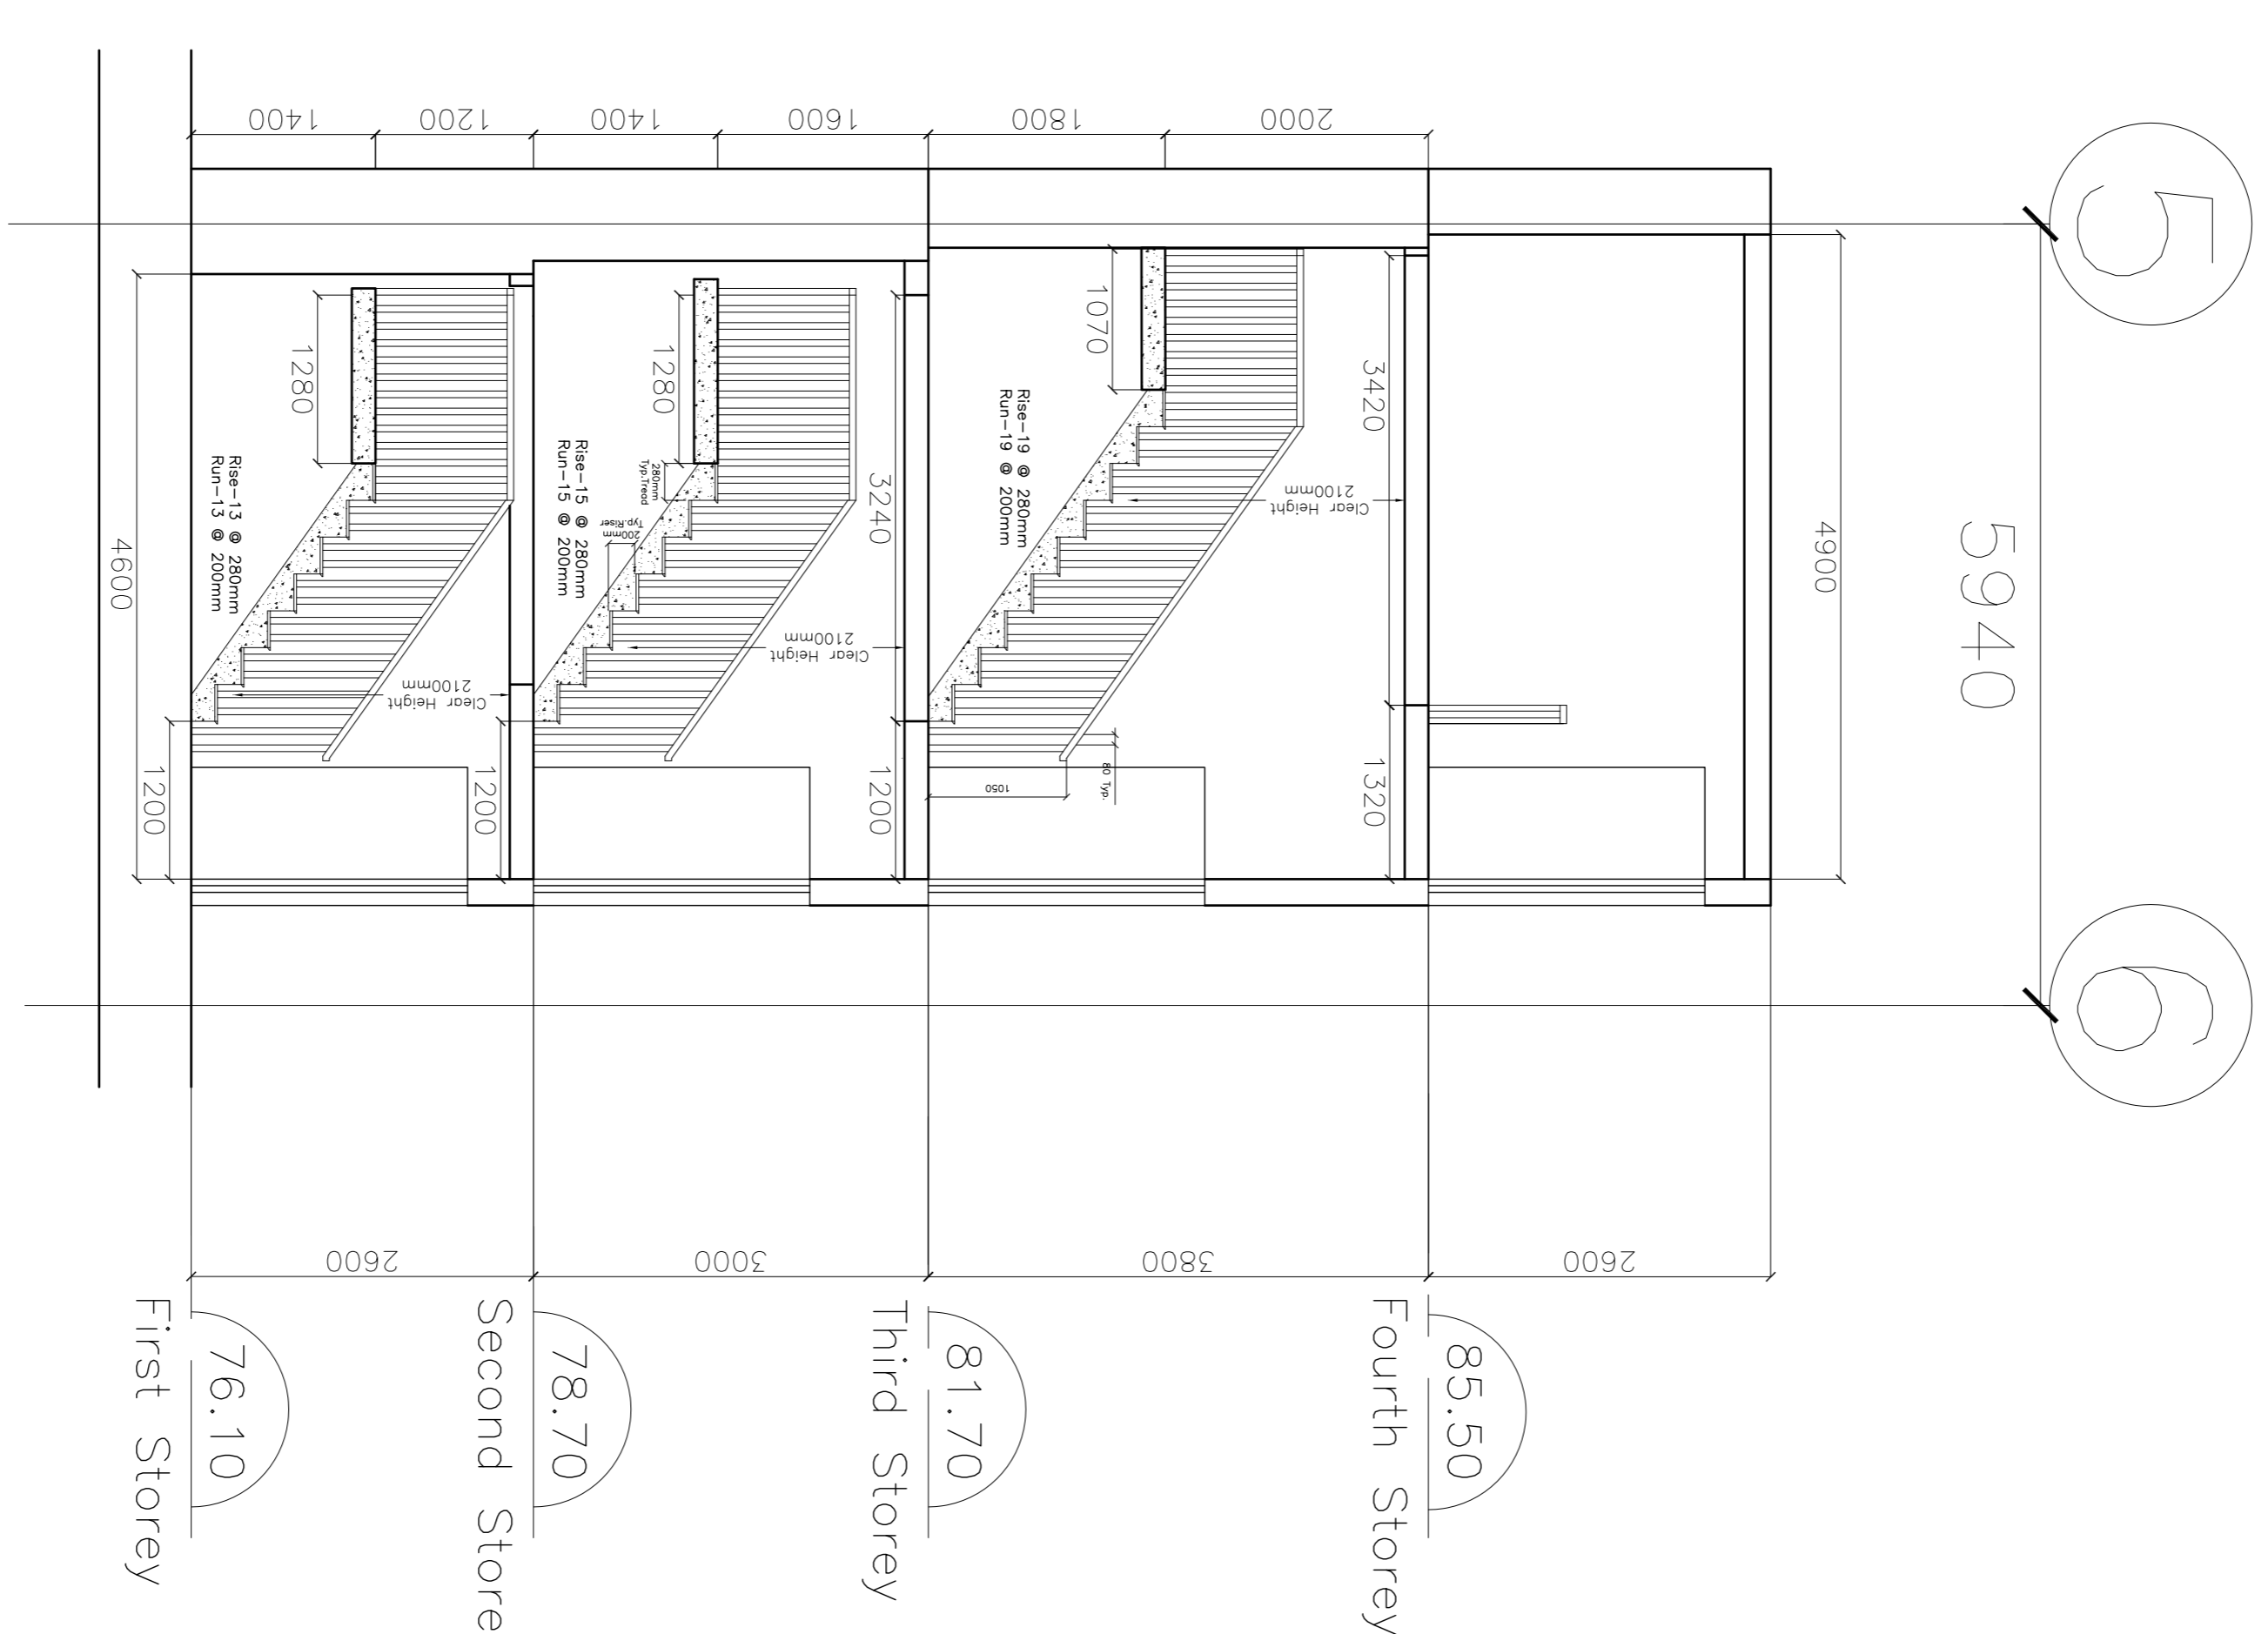 5
6
5940
4900
2000
1800
1600
1400
1200
1400
3420
1320
1070
Rise-19 @ 280mm
Run-19 @ 200mm
Clear Height
2100mm
80 Typ.
1050
3240
1200
1280
Rise-15 @ 280mm
Run-15 @ 200mm
280mm
Typ.Tread
Typ.Riser
200mm
Clear Height
2100mm
1200
1280
Rise-13 @ 280mm
Run-13 @ 200mm
Clear Height
2100mm
1200
4600
2600
3800
3000
2600
85.50
Fourth Storey
81.70
Third Storey
78.70
Second Store
76.10
First Storey